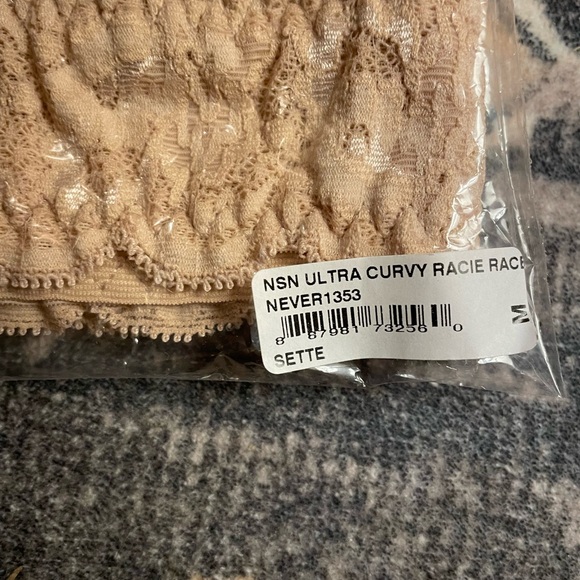 NSN ULTRA CURVY RACIE RACE
NEVER1353
M
8 87981 73256 0
SETTE